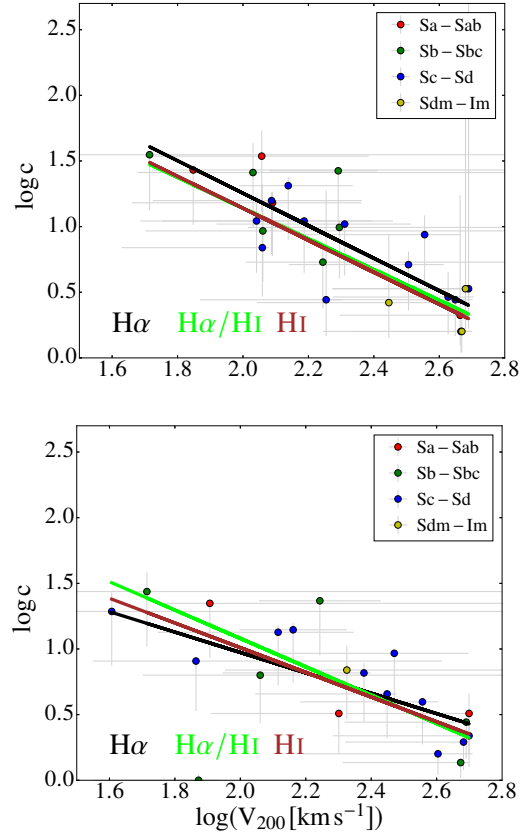 2.5
2.0
1.5
1.0
0.5
0.0
log c
Sa − Sab
Sb − Sbc
Sc − Sd
Sdm − Im
Hα Hα/HI HI
1.6 1.8 2.0 2.2 2.4 2.6 2.8
2.5
2.0
1.5
1.0
0.5
0.0
log c
Sa − Sab
Sb − Sbc
Sc − Sd
Sdm − Im
Hα Hα/HI HI
1.6 1.8 2.0 2.2 2.4 2.6 2.8
log(V₂₀₀ [km s⁻¹])